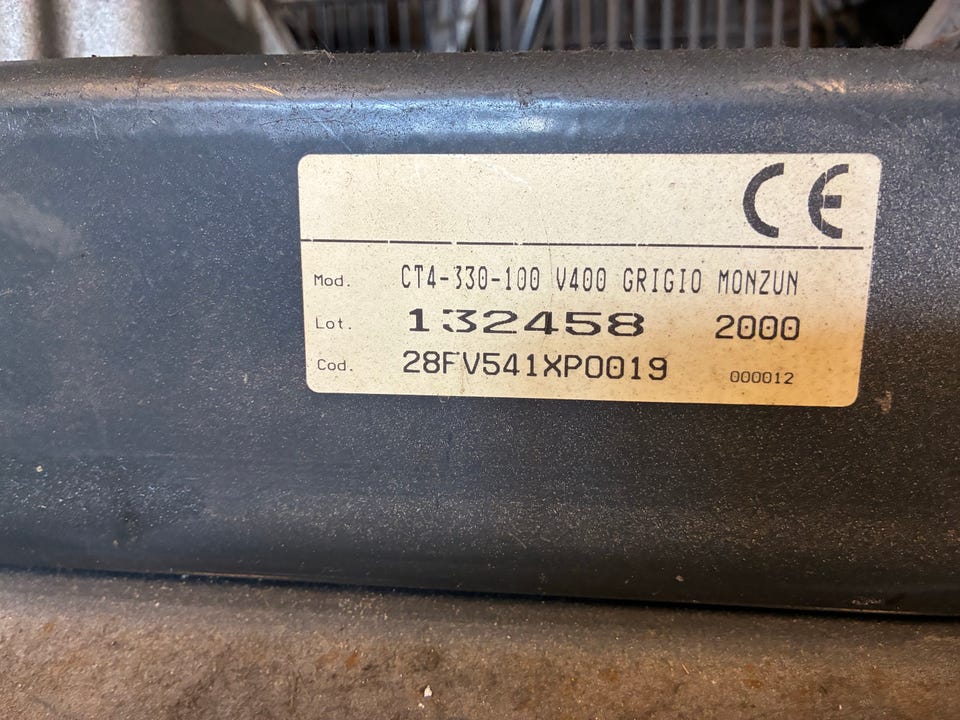 CE
Mod. CT4-330-100 V400 GRIGIO MONZUN
Lot. 132458 2000
Cod. 28FV541XP0019 000012